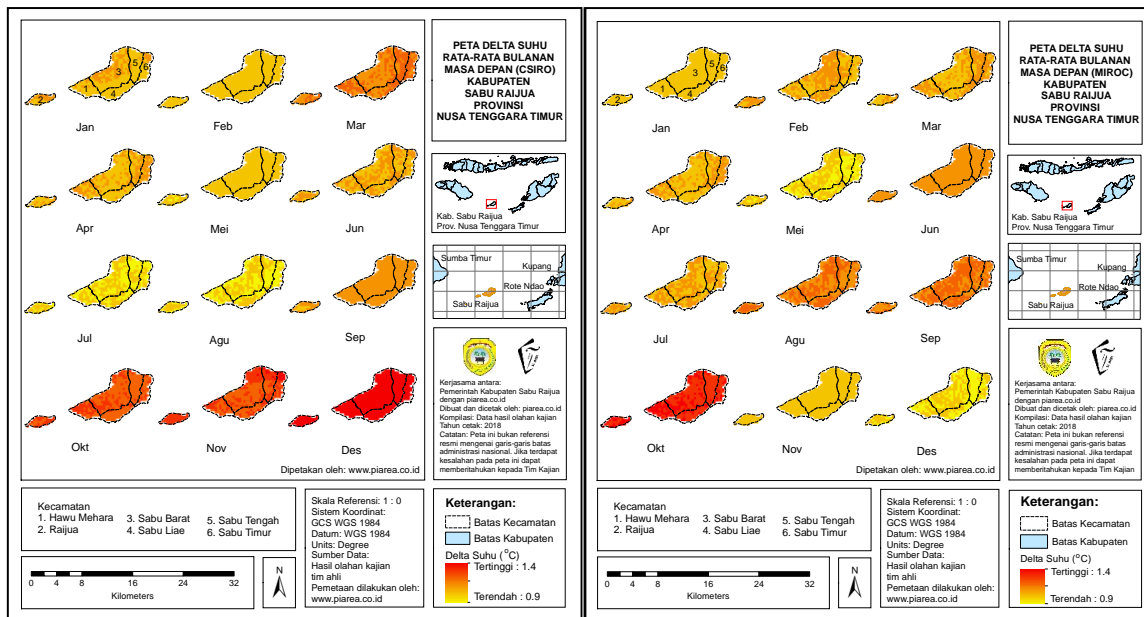 PETA DELTA SUHU
RATA-RATA BULANAN
MASA DEPAN (CSIRO)
KABUPATEN
SABU RAIJUA
PROVINSI
NUSA TENGGARA TIMUR
1
2
3
4
5
6
Jan
Feb
Mar
Apr
Mei
Jun
Jul
Agu
Sep
Okt
Nov
Des
Dipetakan oleh: www.piarea.co.id
Kab. Sabu Raijua
Prov. Nusa Tenggara Timur
Sumba Timur
Kupang
Rote Ndao
Sabu Raijua
Kerjasama antara:
Pemerintah Kabupaten Sabu Raijua
dengan piarea.co.id
Dibuat dan dicetak oleh: piarea.co.id
Kompilasi: Data hasil olahan kajian
Tahun cetak: 2018
Catatan: Peta ini bukan referensi
resmi mengenai garis-garis batas
administrasi nasional. Jika terdapat
kesalahan pada peta ini dapat
memberitahukan kepada Tim Kajian
Kecamatan
1. Hawu Mehara 3. Sabu Barat 5. Sabu Tengah
2. Raijua 4. Sabu Liae 6. Sabu Timur
0 2 4 8 16 24 32
Kilometers
N
Skala Referensi: 1 : 0
Sistem Koordinat:
GCS WGS 1984
Datum: WGS 1984
Units: Degree
Sumber Data:
Hasil olahan kajian
tim ahli
Pemetaan dilakukan oleh:
www.piarea.co.id
Keterangan:
Batas Kecamatan
Batas Kabupaten
Delta Suhu (°C)
Tertinggi : 1.4
Terendah : 0.9
PETA DELTA SUHU
RATA-RATA BULANAN
MASA DEPAN (MIROC)
KABUPATEN
SABU RAIJUA
PROVINSI
NUSA TENGGARA TIMUR
1
2
3
4
5
6
Jan
Feb
Mar
Apr
Mei
Jun
Jul
Agu
Sep
Okt
Nov
Des
Dipetakan oleh: www.piarea.co.id
Kab. Sabu Raijua
Prov. Nusa Tenggara Timur
Sumba Timur
Kupang
Rote Ndao
Sabu Raijua
Kerjasama antara:
Pemerintah Kabupaten Sabu Raijua
dengan piarea.co.id
Dibuat dan dicetak oleh: piarea.co.id
Kompilasi: Data hasil olahan kajian
Tahun cetak: 2018
Catatan: Peta ini bukan referensi
resmi mengenai garis-garis batas
administrasi nasional. Jika terdapat
kesalahan pada peta ini dapat
memberitahukan kepada Tim Kajian
Kecamatan
1. Hawu Mehara 3. Sabu Barat 5. Sabu Tengah
2. Raijua 4. Sabu Liae 6. Sabu Timur
0 2 4 8 16 24 32
Kilometers
N
Skala Referensi: 1 : 0
Sistem Koordinat:
GCS WGS 1984
Datum: WGS 1984
Units: Degree
Sumber Data:
Hasil olahan kajian
tim ahli
Pemetaan dilakukan oleh:
www.piarea.co.id
Keterangan:
Batas Kecamatan
Batas Kabupaten
Delta Suhu (°C)
Tertinggi : 1.4
Terendah : 0.9